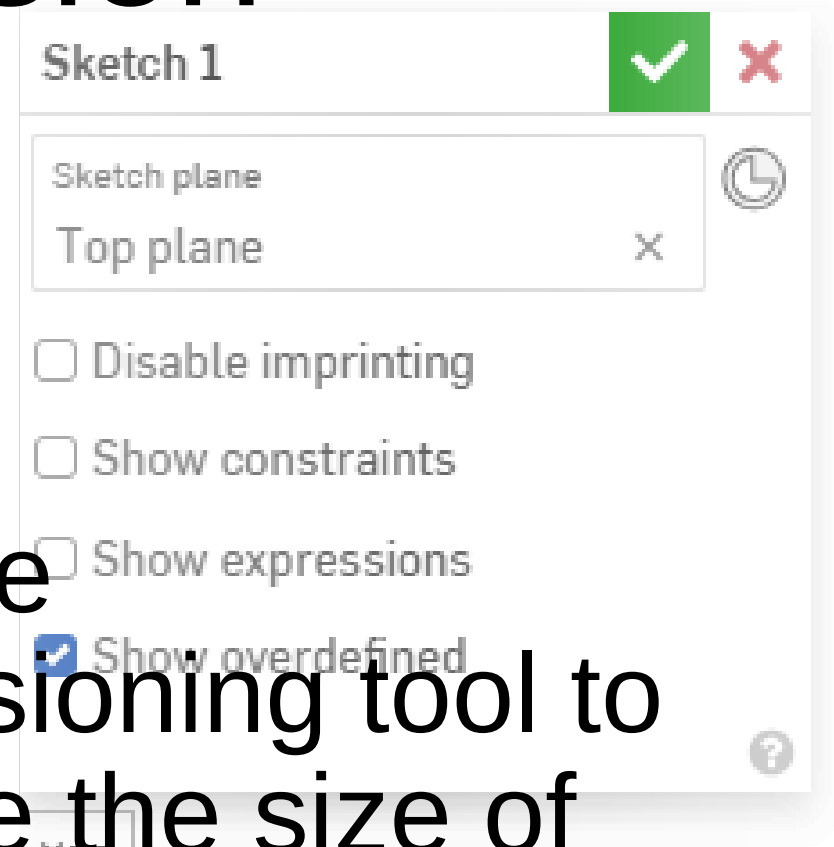 Sketch 1
Sketch plane
Top plane
Disable imprinting
Show constraints
Show expressions
e
Show overdefined
sioning tool to
e the size of